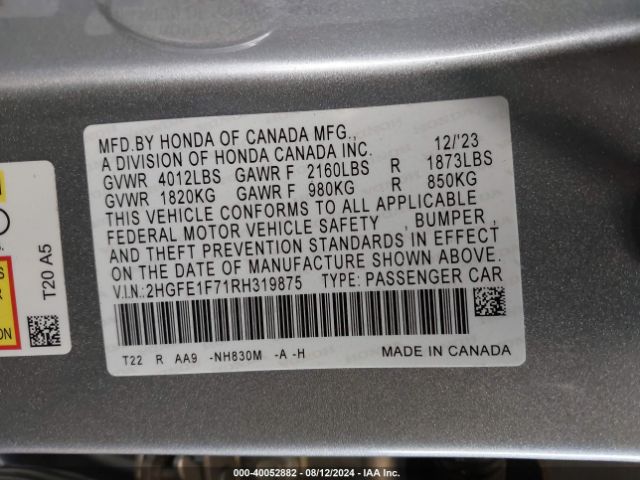 MFD.BY HONDA OF CANADA MFG.,
A DIVISION OF HONDA CANADA INC. 12/'23
GVWR 4012LBS GAWR F 2160LBS R 1873LBS
GVWR 1820KG GAWR F 980KG R 850KG
THIS VEHICLE CONFORMS TO ALL APPLICABLE
FEDERAL MOTOR VEHICLE SAFETY , BUMPER ,
AND THEFT PREVENTION STANDARDS IN EFFECT
ON THE DATE OF MANUFACTURE SHOWN ABOVE.
V.I.N.:2HGFE1F71RH319875 TYPE: PASSENGER CAR
T22 R AA9 -NH830M -A -H
MADE IN CANADA
T20 A5
S
R
ON
000-40052882 - 08/12/2024 - IAA Inc.